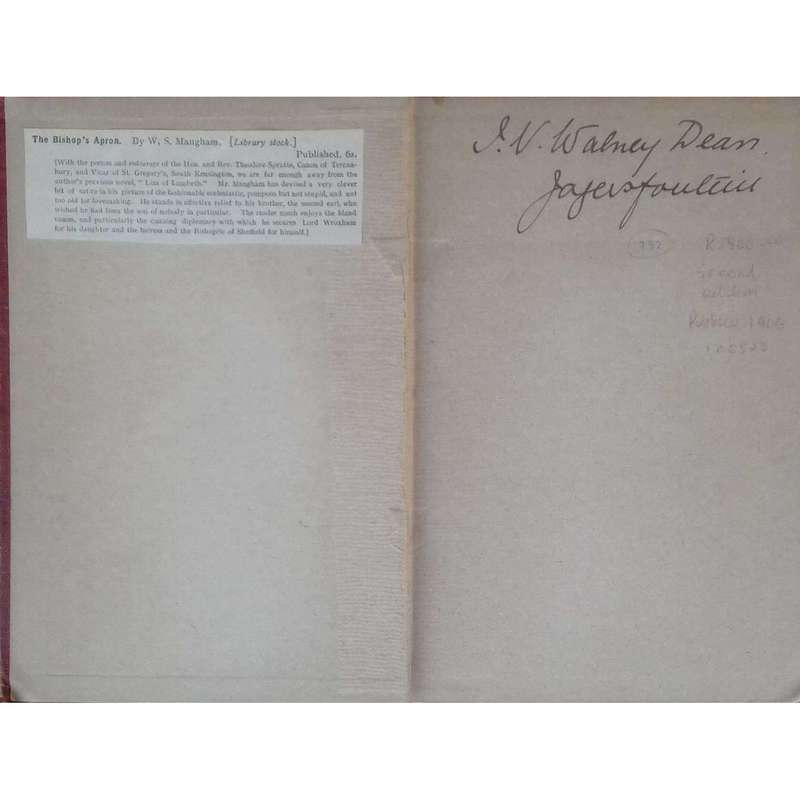 The Bishop's Apron. By W. S. Maugham. [Library stock.]
Published, 6s.
[With the person and entourage of the Hon. and Rev. Theodore Spratte, Canon of Tercan-
bury, and Vicar of St. Gregory's, South Kensington, we are far enough away from the
author's previous novel, "Liza of Lambeth." Mr. Maugham has devised a very clever
bit of satire in his picture of the fashionable ecclesiastic, pompous but not stupid, and not
too old for lovemaking. He stands in effective relief to his brother, the second earl, who
wished he had been the son of nobody in particular. The reader much enjoys the bland
canon, and particularly the cunning diplomacy with which he secures Lord Wroxham
for his daughter and the heiress and the Bishopric of Sheffield for himself.]
I. V. Walney Dean.
Jagersfontein
732
second
edition
1906